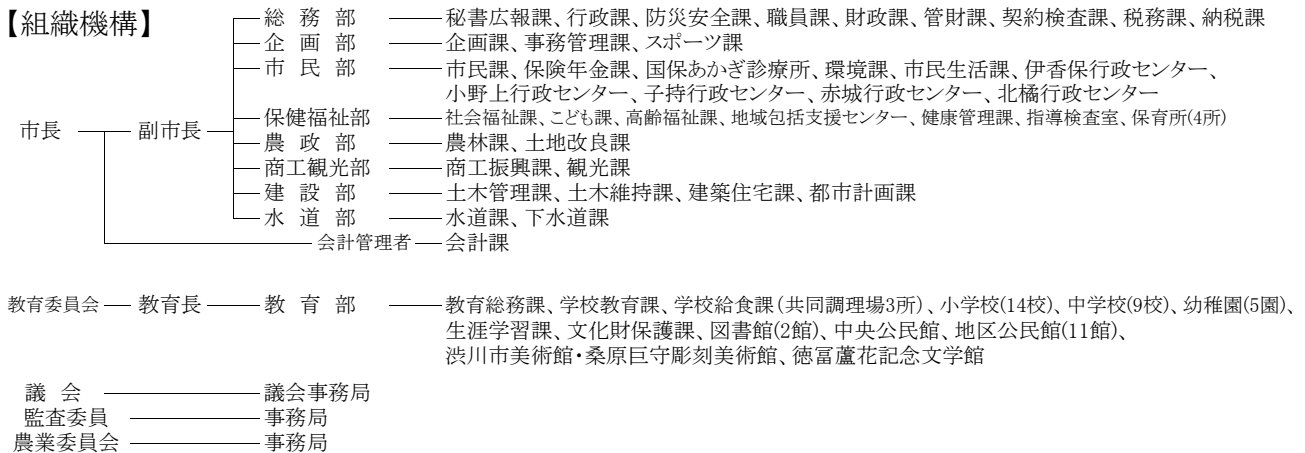 【組織機構】
総務部 秘書広報課、行政課、防災安全課、職員課、財政課、管財課、契約検査課、税務課、納税課
企画部 企画課、事務管理課、スポーツ課
市民部 市民課、保険年金課、国保あかぎ診療所、環境課、市民生活課、伊香保行政センター、
小野上行政センター、子持行政センター、赤城行政センター、北橘行政センター
市長 副市長 保健福祉部 社会福祉課、こども課、高齢福祉課、地域包括支援センター、健康管理課、指導検査室、保育所(4所)
農政部 農林課、土地改良課
商工観光部 商工振興課、観光課
建設部 土木管理課、土木維持課、建築住宅課、都市計画課
水道部 水道課、下水道課
会計管理者 会計課
教育委員会 教育長 教育部 教育総務課、学校教育課、学校給食課(共同調理場3所)、小学校(14校)、中学校(9校)、幼稚園(5園)、
生涯学習課、文化財保護課、図書館(2館)、中央公民館、地区公民館(11館)、
渋川市美術館・桑原巨守彫刻美術館、徳冨蘆花記念文学館
議会 議会事務局
監査委員 事務局
農業委員会 事務局